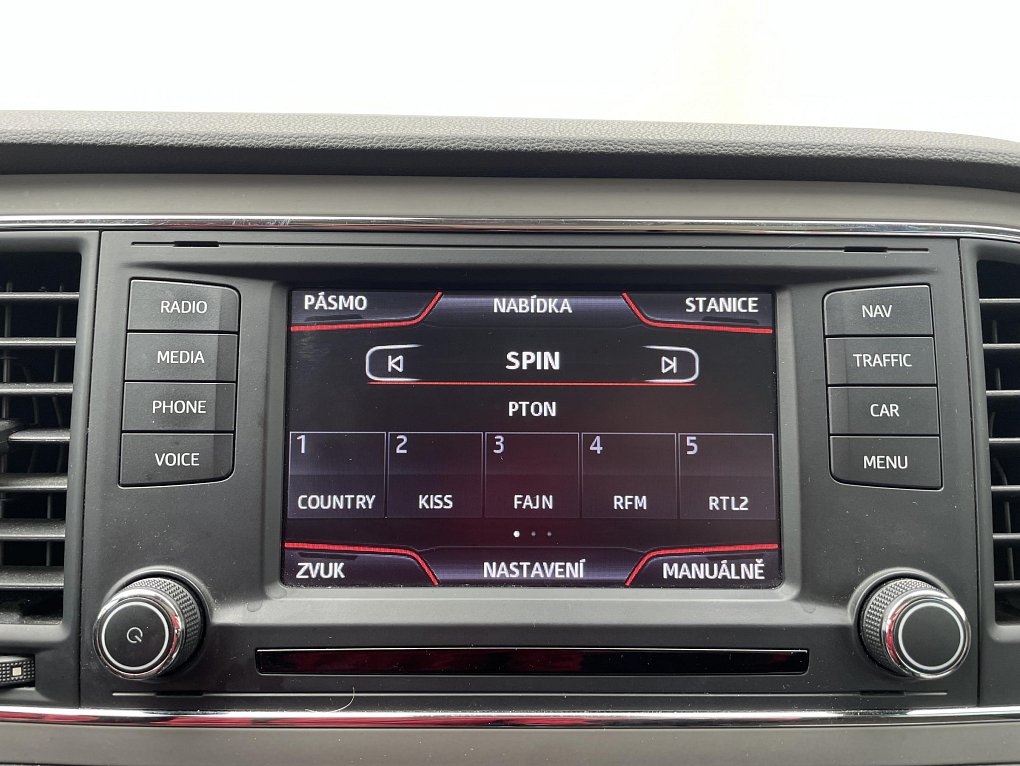 RADIO
MEDIA
PHONE
VOICE
PÁSMO NABÍDKA STANICE
SPIN
PTON
1 2 3 4 5
COUNTRY KISS FAJN RFM RTL2
ZVUK NASTAVENÍ MANUÁLNĚ
NAV
TRAFFIC
CAR
MENU